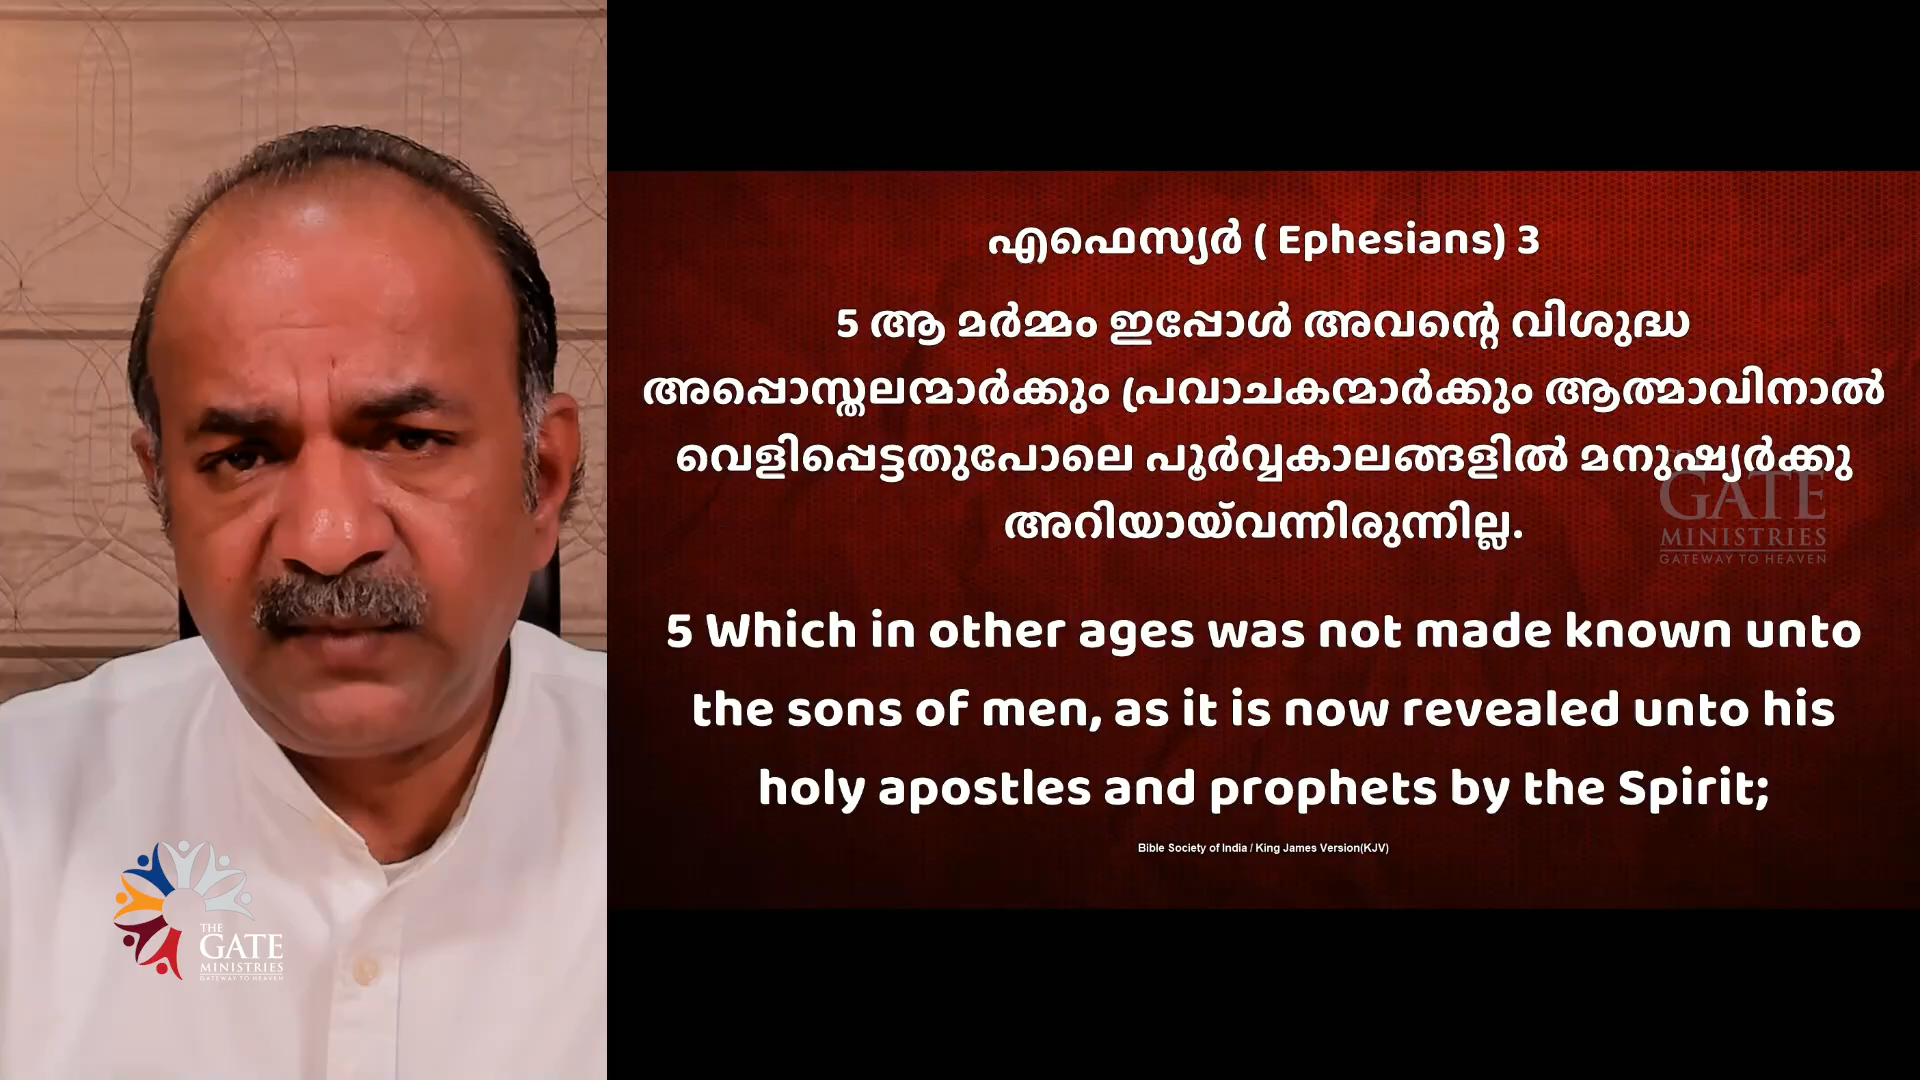 എഫെസ്യർ ( Ephesians) 3
5 ആ മർമ്മം ഇപ്പോൾ അവന്റെ വിശുദ്ധ
അപ്പൊസ്തലന്മാർക്കും പ്രവാചകന്മാർക്കും ആത്മാവിനാൽ
വെളിപ്പെട്ടതുപോലെ പൂർവ്വകാലങ്ങളിൽ മനുഷ്യർക്കു
അറിയായ്‌വന്നിരുന്നില്ല.
GATE
MINISTRIES
GATEWAY TO HEAVEN
5 Which in other ages was not made known unto
the sons of men, as it is now revealed unto his
holy apostles and prophets by the Spirit;
Bible Society of India / King James Version(KJV)
THE
GATE
MINISTRIES
GATEWAY TO HEAVEN